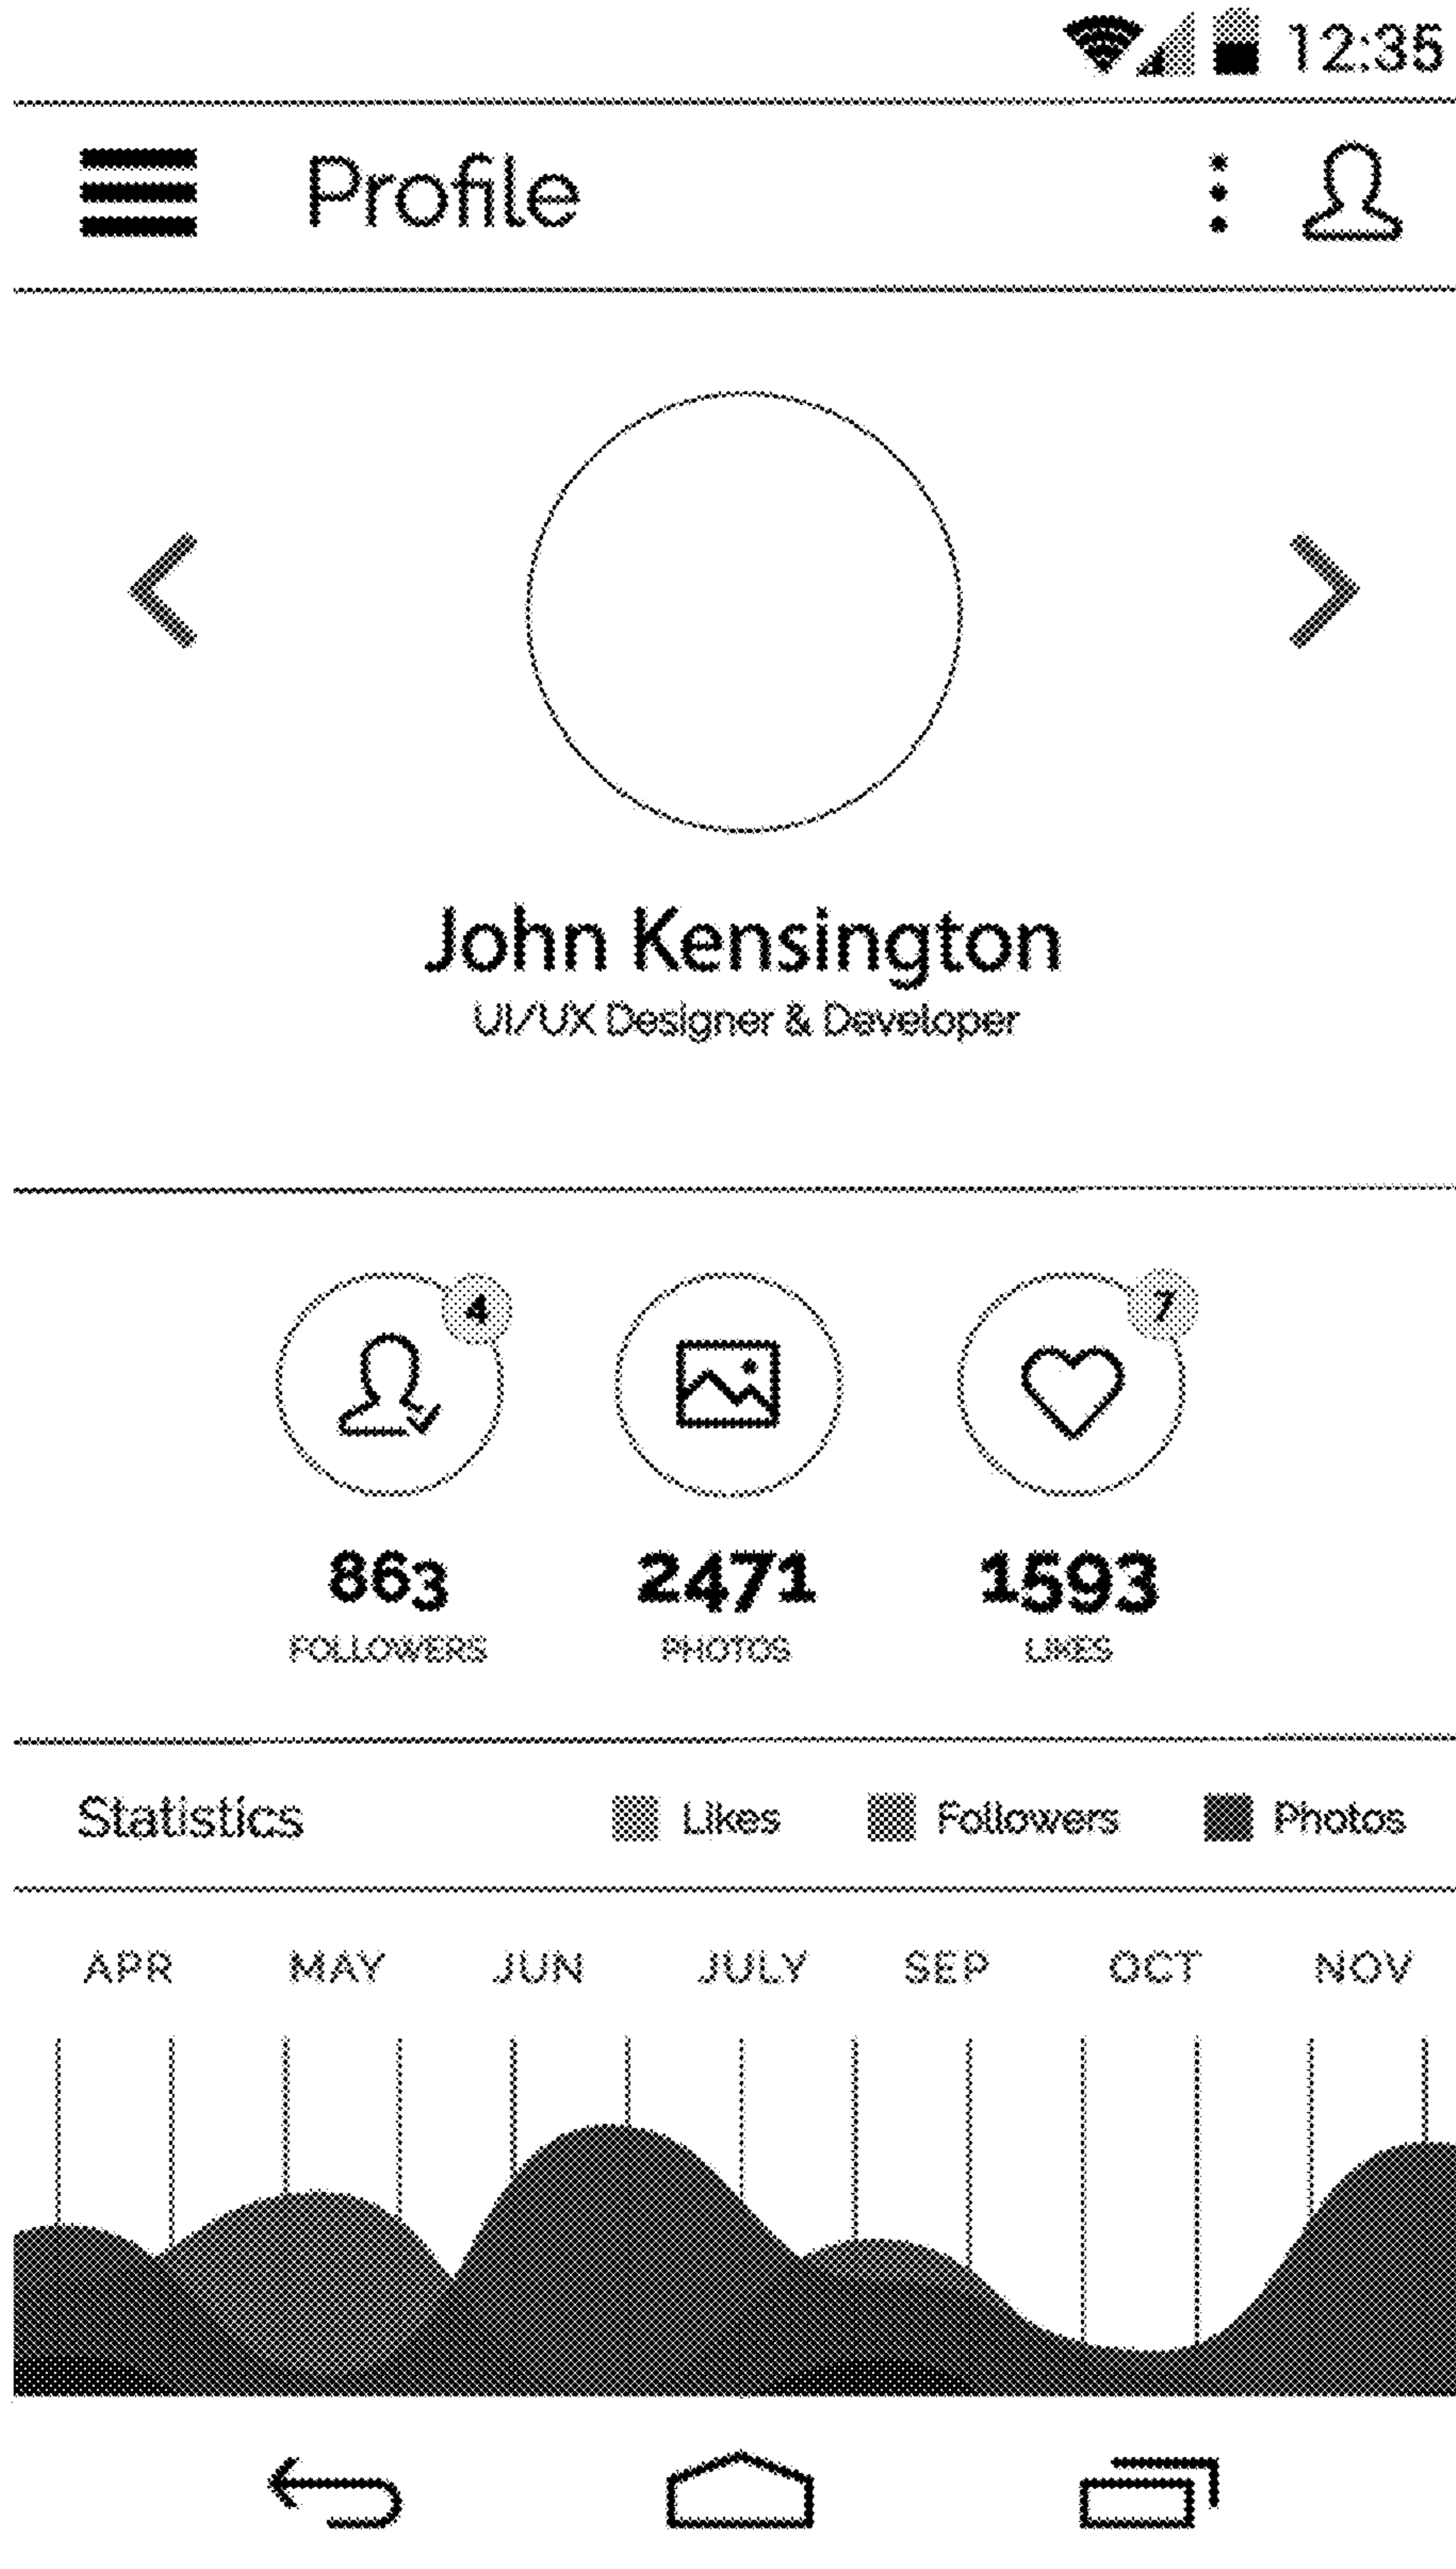 12:35
Profile
John Kensington
UI/UX Designer & Developer
4 7
863 2471 1593
FOLLOWERS PHOTOS LIKES
Statistics Likes Followers Photos
APR MAY JUN JULY SEP OCT NOV